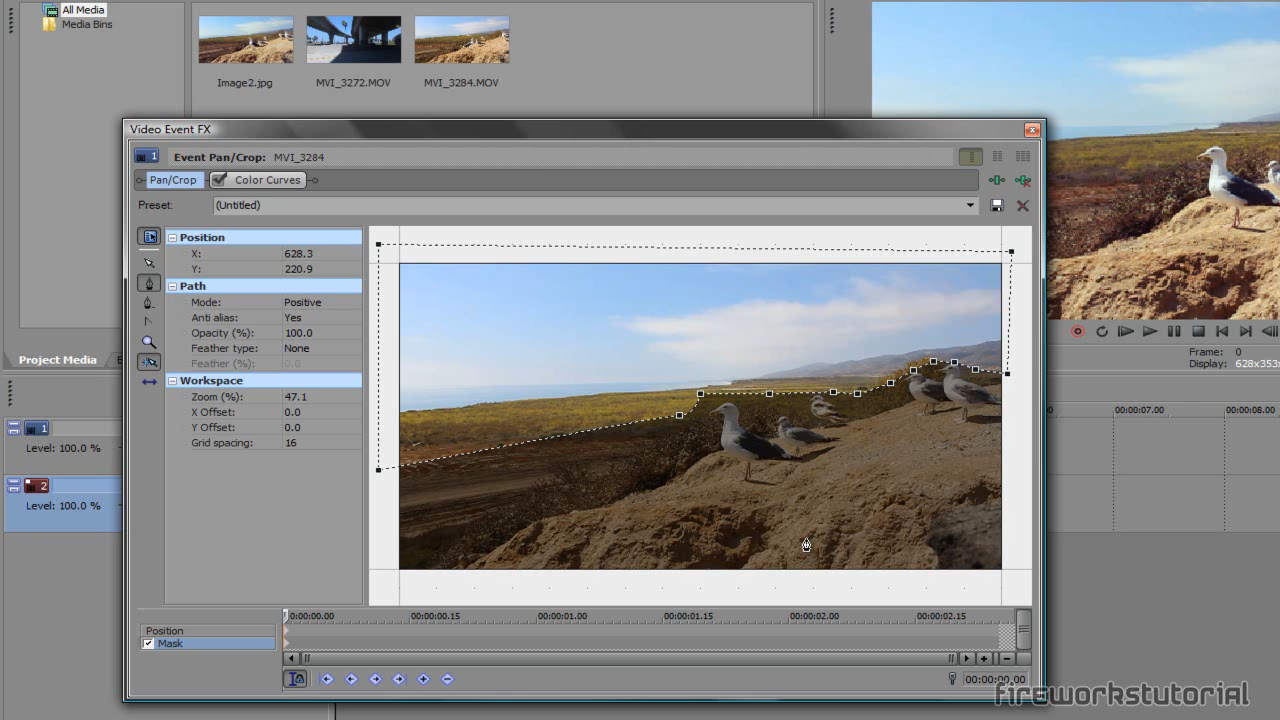 All Media
Media Bins
Image2.jpg
MVI_3272.MOV
MVI_3284.MOV
Project Media
Video Event FX
1
Event Pan/Crop: MVI_3284
Pan/Crop
Color Curves
Preset:
(Untitled)
Position
X: 628.3
Y: 220.9
Path
Mode: Positive
Anti alias: Yes
Opacity (%): 100.0
Feather type: None
Feather (%): 0.0
Workspace
Zoom (%): 47.1
X Offset: 0.0
Y Offset: 0.0
Grid spacing: 16
Frame: 0
Display: 628x353x
1
Level: 100.0 %
2
Level: 100.0 %
00:00:07.00
00:00:08.00
0:00:00.00
00:00:00.15
00:00:01.00
00:00:01.15
00:00:02.00
00:00:02.15
Position
Mask
00:00:00.00
fireworkstutorial